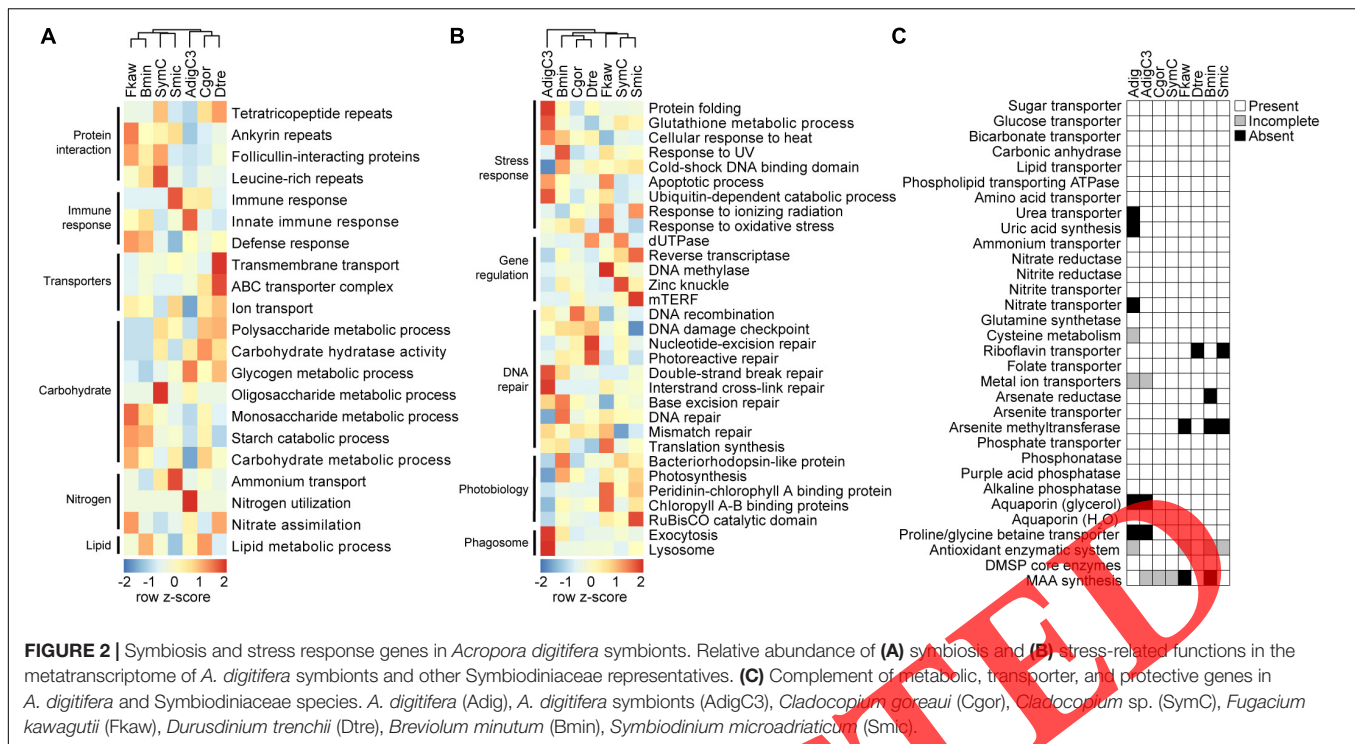 A
Fkaw Bmin SymC Smic AdigC3 Cgor Dtre
Protein interaction
Tetratricopeptide repeats
Ankyrin repeats
Follicullin-interacting proteins
Leucine-rich repeats
Immune response
Immune response
Innate immune response
Defense response
Transporters
Transmembrane transport
ABC transporter complex
Ion transport
Carbohydrate
Polysaccharide metabolic process
Carbohydrate hydratase activity
Glycogen metabolic process
Oligosaccharide metabolic process
Monosaccharide metabolic process
Starch catabolic process
Carbohydrate metabolic process
Nitrogen
Ammonium transport
Nitrogen utilization
Nitrate assimilation
Lipid
Lipid metabolic process
-2 -1 0 1 2
row z-score
B
AdigC3 Bmin Cgor Dtre Fkaw SymC Smic
Stress response
Protein folding
Glutathione metabolic process
Cellular response to heat
Response to UV
Cold-shock DNA binding domain
Apoptotic process
Ubiquitin-dependent catabolic process
Response to ionizing radiation
Response to oxidative stress
Gene regulation
dUTPase
Reverse transcriptase
DNA methylase
Zinc knuckle
mTERF
DNA repair
DNA recombination
DNA damage checkpoint
Nucleotide-excision repair
Photoreactive repair
Double-strand break repair
Interstrand cross-link repair
Base excision repair
DNA repair
Mismatch repair
Translation synthesis
Photobiology
Bacteriorhodopsin-like protein
Photosynthesis
Peridinin-chlorophyll A binding protein
Chloropyll A-B binding proteins
RuBisCO catalytic domain
Phagosome
Exocytosis
Lysosome
-2 -1 0 1 2
row z-score
C
Adig AdigC3 Cgor SymC Fkaw Dtre Bmin Smic
Present
Incomplete
Absent
Sugar transporter
Glucose transporter
Bicarbonate transporter
Carbonic anhydrase
Lipid transporter
Phospholipid transporting ATPase
Amino acid transporter
Urea transporter
Uric acid synthesis
Ammonium transporter
Nitrate reductase
Nitrite reductase
Nitrite transporter
Nitrate transporter
Glutamine synthetase
Cysteine metabolism
Riboflavin transporter
Folate transporter
Metal ion transporters
Arsenate reductase
Arsenite transporter
Arsenite methyltransferase
Phosphate transporter
Phosphonatase
Purple acid phosphatase
Alkaline phosphatase
Aquaporin (glycerol)
Aquaporin (H2O)
Proline/glycine betaine transporter
Antioxidant enzymatic system
DMSP core enzymes
MAA synthesis
FIGURE 2 | Symbiosis and stress response genes in Acropora digitifera symbionts. Relative abundance of (A) symbiosis and (B) stress-related functions in the
metatranscriptome of A. digitifera symbionts and other Symbiodiniaceae representatives. (C) Complement of metabolic, transporter, and protective genes in
A. digitifera and Symbiodiniaceae species. A. digitifera (Adig), A. digitifera symbionts (AdigC3), Cladocopium goreaui (Cgor), Cladocopium sp. (SymC), Fugacium
kawagutii (Fkaw), Durusdinium trenchii (Dtre), Breviolum minutum (Bmin), Symbiodinium microadriaticum (Smic).
TED